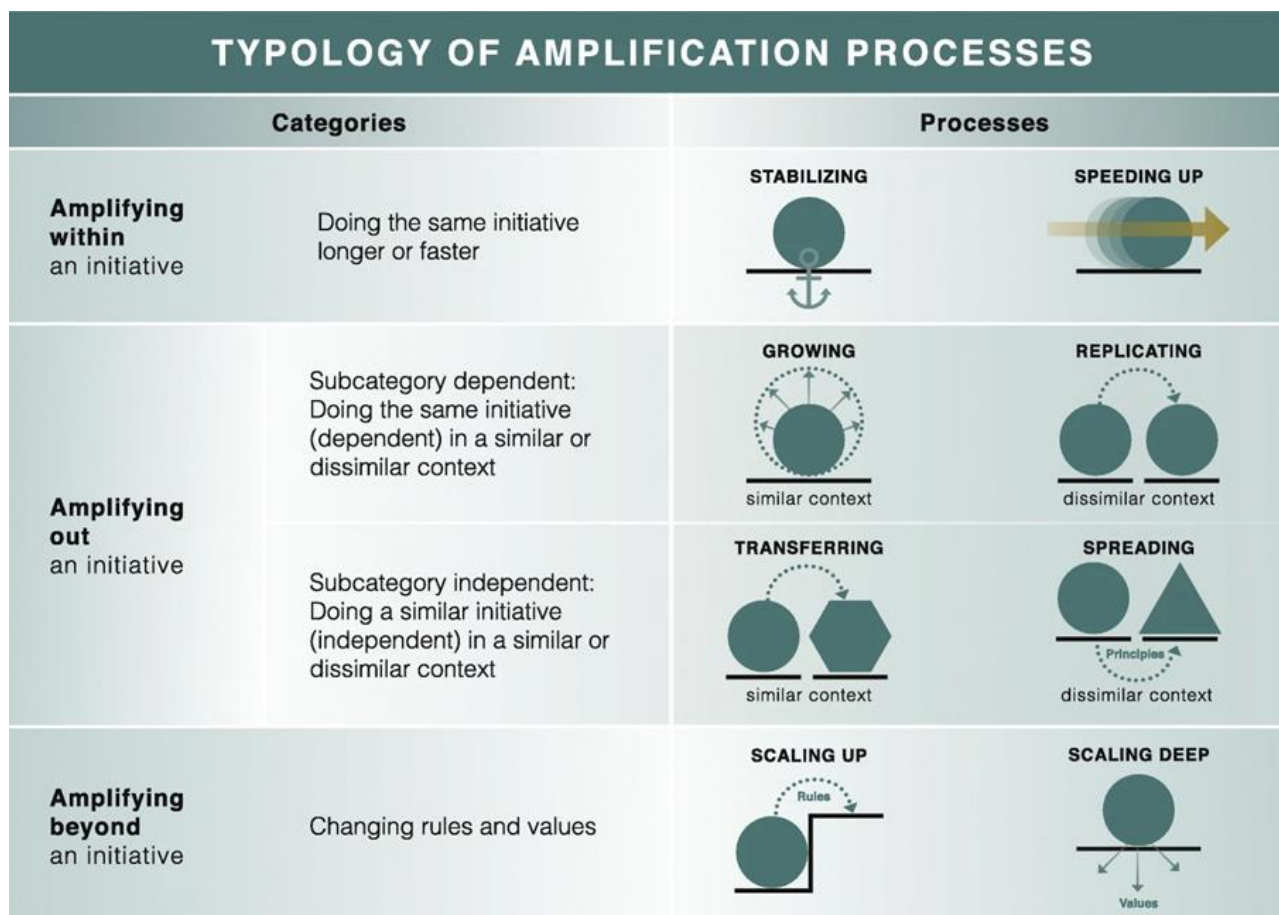 TYPOLOGY OF AMPLIFICATION PROCESSES
Categories
Processes
Amplifying
within
an initiative
Doing the same initiative
longer or faster
STABILIZING
SPEEDING UP
Amplifying
out
an initiative
Subcategory dependent:
Doing the same initiative
(dependent) in a similar or
dissimilar context
GROWING
similar context
REPLICATING
dissimilar context
Subcategory independent:
Doing a similar initiative
(independent) in a similar or
dissimilar context
TRANSFERRING
similar context
SPREADING
Principles
dissimilar context
Amplifying
beyond
an initiative
Changing rules and values
SCALING UP
Rules
SCALING DEEP
Values